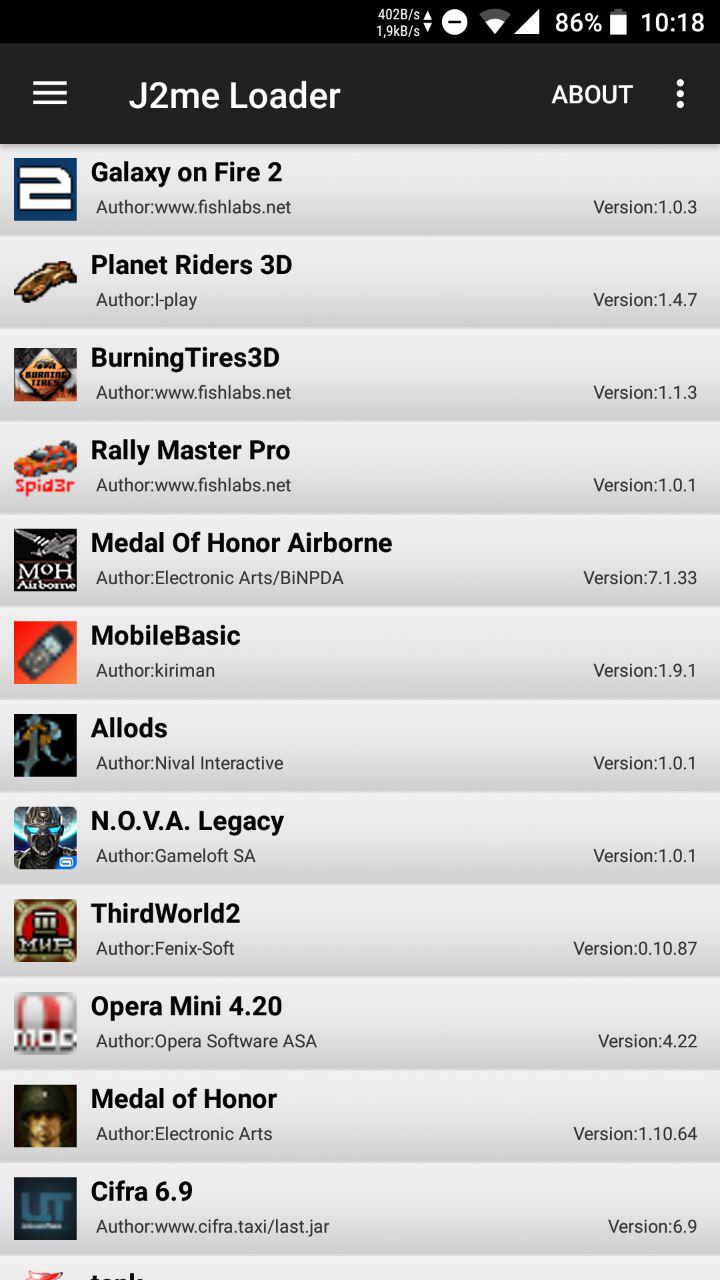 402B/s
1,9kB/s
86%
10:18
J2me Loader
ABOUT
Galaxy on Fire 2
Author:www.fishlabs.net
Version:1.0.3
Planet Riders 3D
Author:I-play
Version:1.4.7
BURNING
TIRES
BurningTires3D
Author:www.fishlabs.net
Version:1.1.3
Spid3r
Rally Master Pro
Author:www.fishlabs.net
Version:1.0.1
MOH
Airborne
Medal Of Honor Airborne
Author:Electronic Arts/BiNPDA
Version:7.1.33
MobileBasic
Author:kiriman
Version:1.9.1
Allods
Author:Nival Interactive
Version:1.0.1
N.O.V.A. Legacy
Author:Gameloft SA
Version:1.0.1
III
МИР
ThirdWorld2
Author:Fenix-Soft
Version:0.10.87
MOD
Opera Mini 4.20
Author:Opera Software ASA
Version:4.22
Medal of Honor
Author:Electronic Arts
Version:1.10.64
Cifra 6.9
Author:www.cifra.taxi/last.jar
Version:6.9